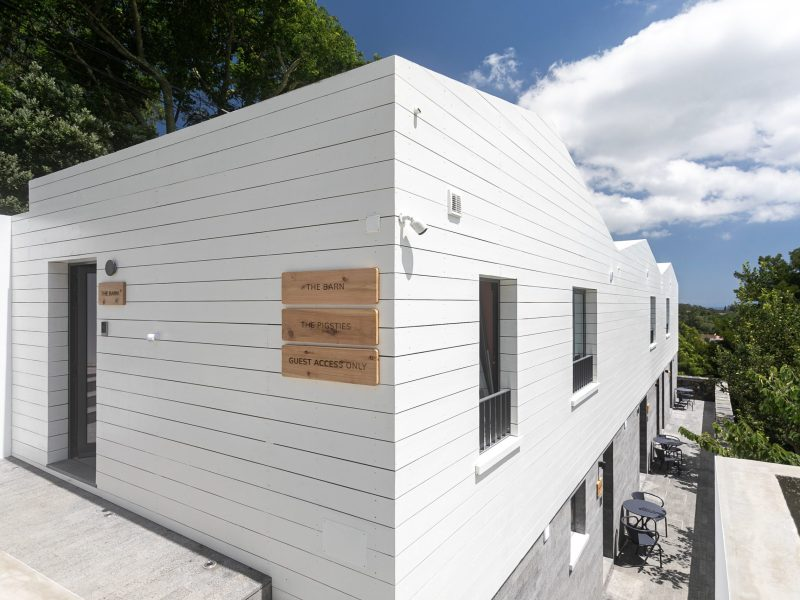 THE BARN
THE BARN
THE PIGSTIES
GUEST ACCESS ONLY